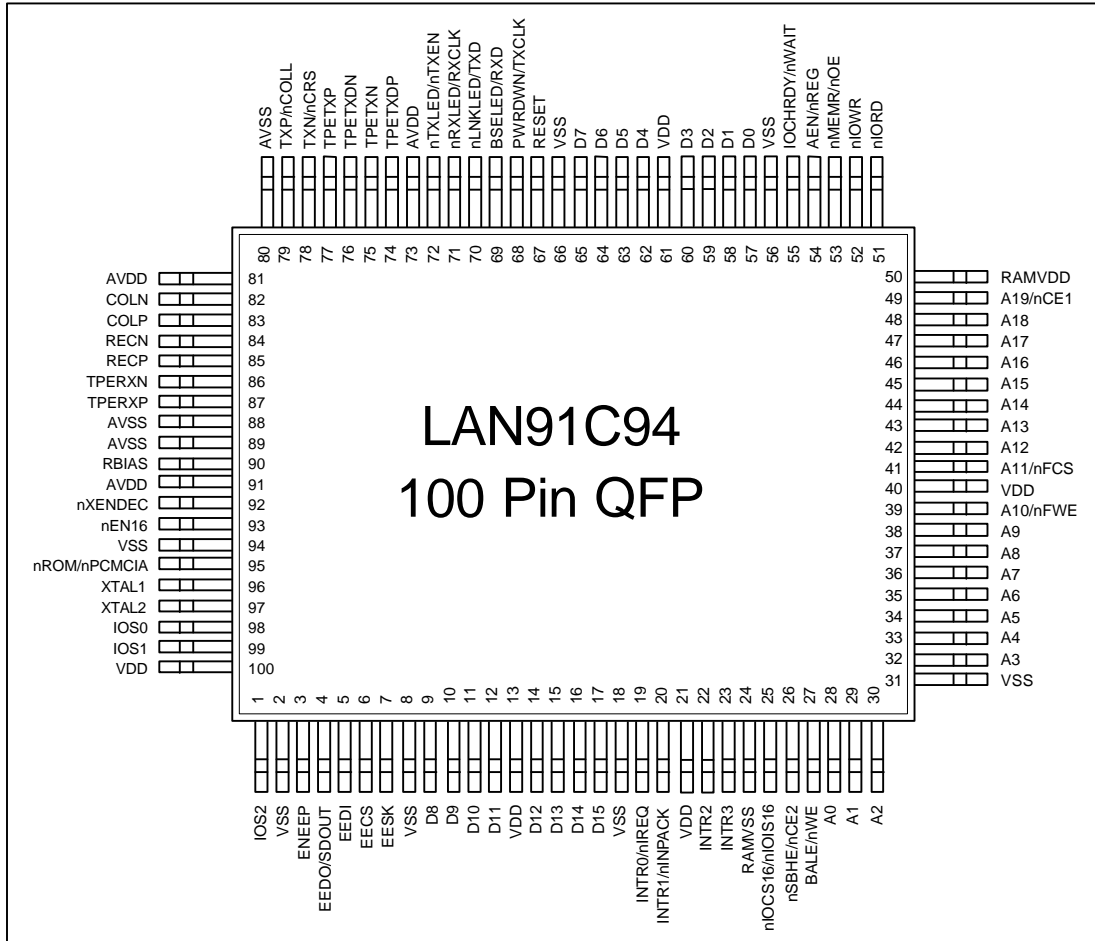 AVSS
TXP/nCOLL
TXN/nCRS
TPETXP
TPETXDN
TPETXN
TPETXDP
AVDD
nTXLED/nTXEN
nRXLED/RXCLK
nLNKLED/TXD
BSELED/RXD
PWRDWN/TXCLK
RESET
VSS
D7
D6
D5
D4
VDD
D3
D2
D1
D0
VSS
IOCHRDY/nWAIT
AEN/nREG
nMEMR/nOE
nIOWR
nIORD
80
79
78
77
76
75
74
73
72
71
70
69
68
67
66
65
64
63
62
61
60
59
58
57
56
55
54
53
52
51
AVDD 81
COLN 82
COLP 83
RECN 84
RECP 85
TPERXN 86
TPERXP 87
AVSS 88
AVSS 89
RBIAS 90
AVDD 91
nXENDEC 92
nEN16 93
VSS 94
nROM/nPCMCIA 95
XTAL1 96
XTAL2 97
IOS0 98
IOS1 99
VDD 100
LAN91C94
100 Pin QFP
50 RAMVDD
49 A19/nCE1
48 A18
47 A17
46 A16
45 A15
44 A14
43 A13
42 A12
41 A11/nFCS
40 VDD
39 A10/nFWE
38 A9
37 A8
36 A7
35 A6
34 A5
33 A4
32 A3
31 VSS
1
2
3
4
5
6
7
8
9
10
11
12
13
14
15
16
17
18
19
20
21
22
23
24
25
26
27
28
29
30
IOS2
VSS
ENEEP
EEDO/SDOUT
EEDI
EECS
EESK
VSS
D8
D9
D10
D11
VDD
D12
D13
D14
D15
VSS
INTR0/nIREQ
INTR1/nINPACK
VDD
INTR2
INTR3
RAMVSS
nIOCS16/nIOIS16
nSBHE/nCE2
BALE/nWE
A0
A1
A2